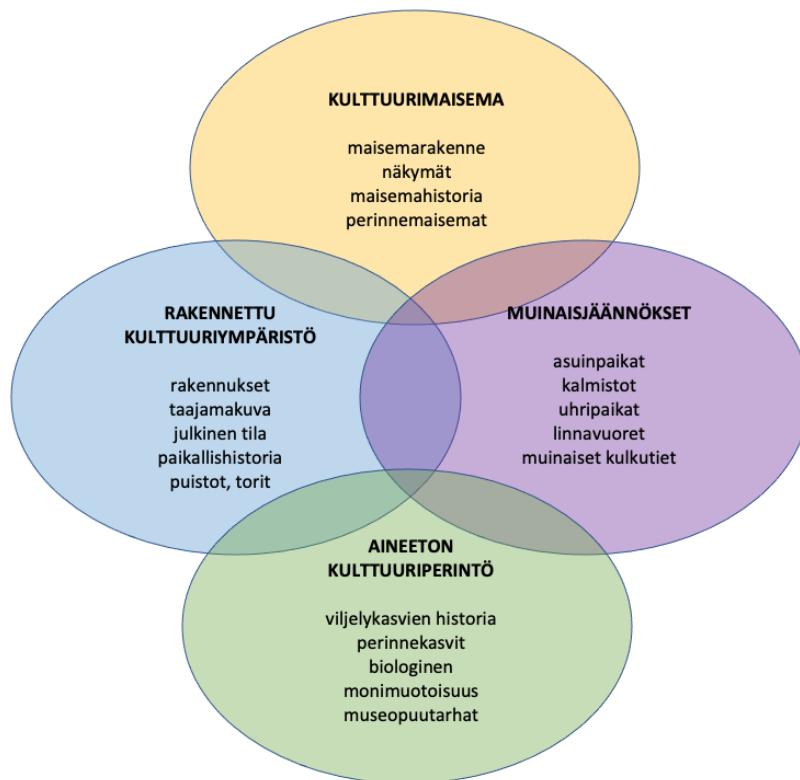 KULTTUURIMAISEMA
maisemarakenne
näkymät
maisemahistoria
perinnemaisemat
RAKENNETTU
KULTTUURIYMPÄRISTÖ
rakennukset
taajamakuva
julkinen tila
paikallishistoria
puistot, torit
MUINAISJÄÄNNÖKSET
asuinpaikat
kalmistot
uhripaikat
linnavuoret
muinaiset kulkutiet
AINEETON
KULTTUURIPERINTÖ
viljelykasvien historia
perinnekasvit
biologinen
monimuotoisuus
museopuutarhat